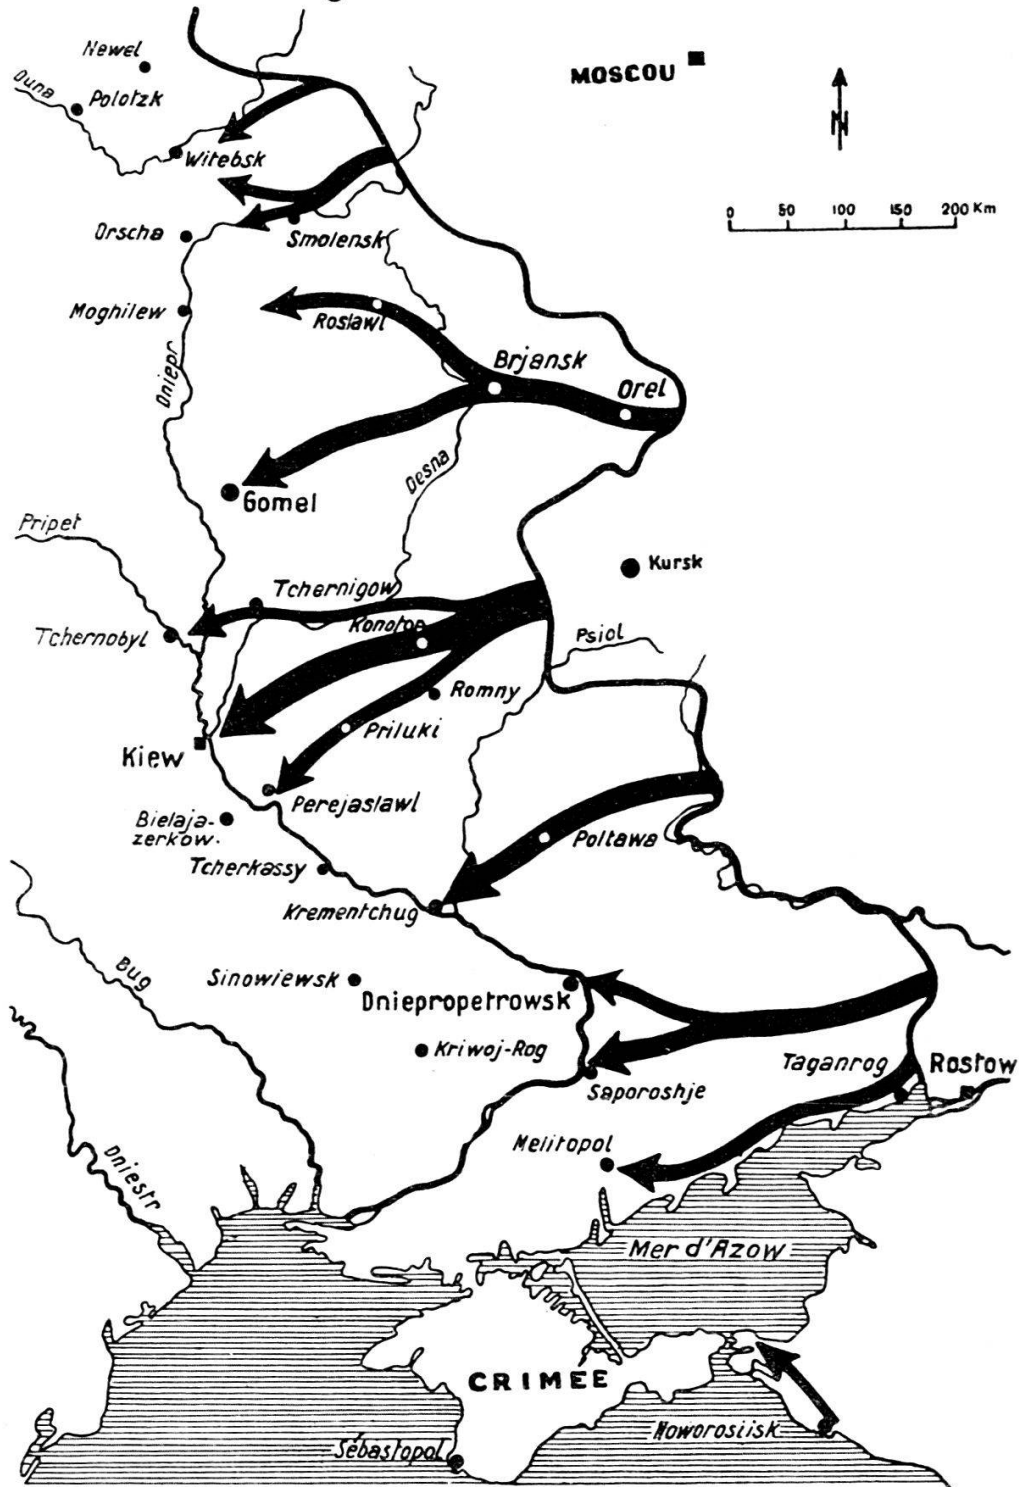 Newel
MOSCOU
Duna
Polotzk
N
Witebsk
0 50 100 150 200 Km
Orscha
Smolensk
Moghilew
Roslawl
Dniepr
Brjansk
Orel
Desna
Gomel
Pripet
Kursk
Tchernigow
Konotop
Tchernobyl
Psiol
Romny
Priluki
Kiew
Perejaslawl
Bielaja-
zerkow.
Poltawa
Tcherkassy
Krementchug
Bug
Sinowiewsk
Dniepropetrowsk
Kriwoj-Rog
Taganrog
Rostow
Saporoshje
Melitopol
Dniestr
Mer d'Azow
CRIMÉE
Noworosiisk
Sébastopol